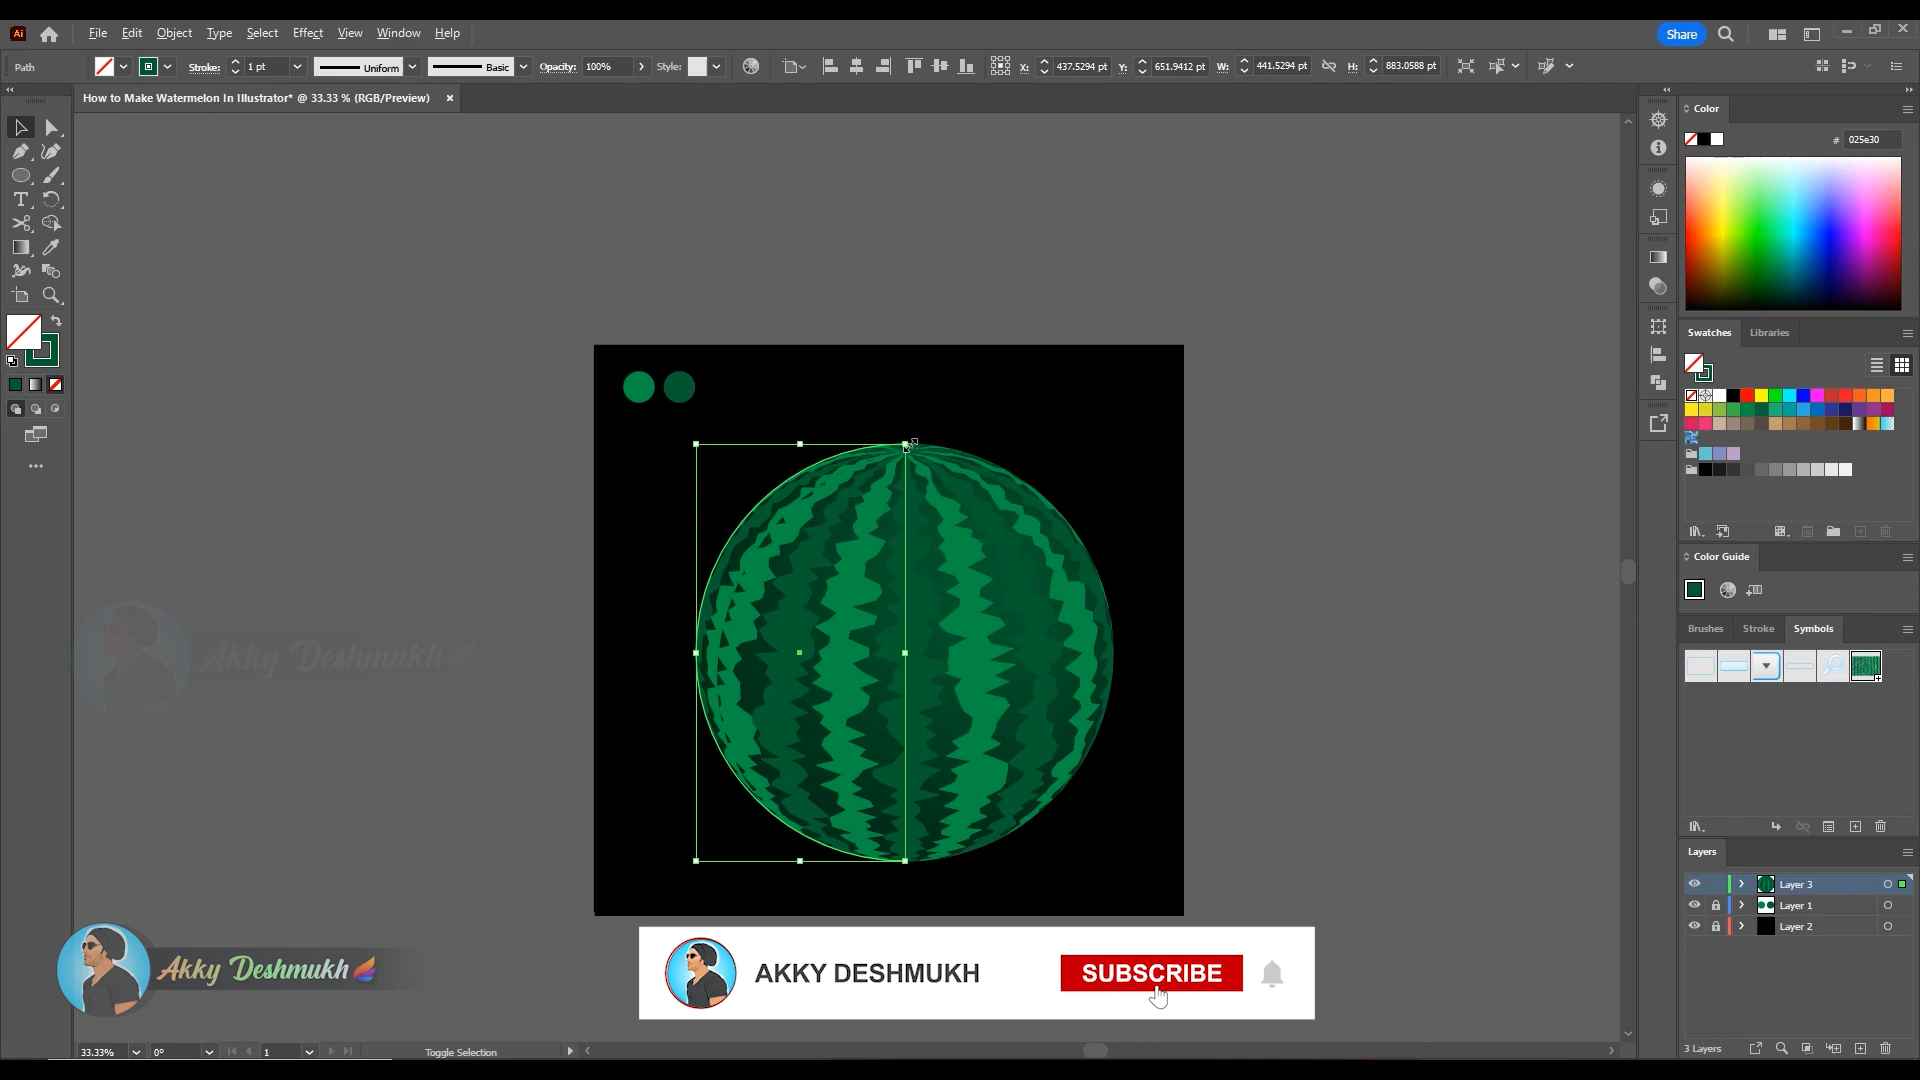 Ai File Edit Object Type Select Effect View Window Help Share
Path Stroke: 1 pt Uniform Basic Opacity: 100% Style: X: 437.5294 pt Y: 651.9412 pt W: 441.5294 pt H: 883.0588 pt
How to Make Watermelon In Illustrator* @ 33.33 % (RGB/Preview)
Color
# 025e30
Swatches Libraries
Color Guide
Brushes Stroke Symbols
Akky Deshmukh
Layers
Layer 3
Layer 1
Layer 2
Akky Deshmukh
AKKY DESHMUKH SUBSCRIBE
33.33% 0° 1 Toggle Selection
3 Layers